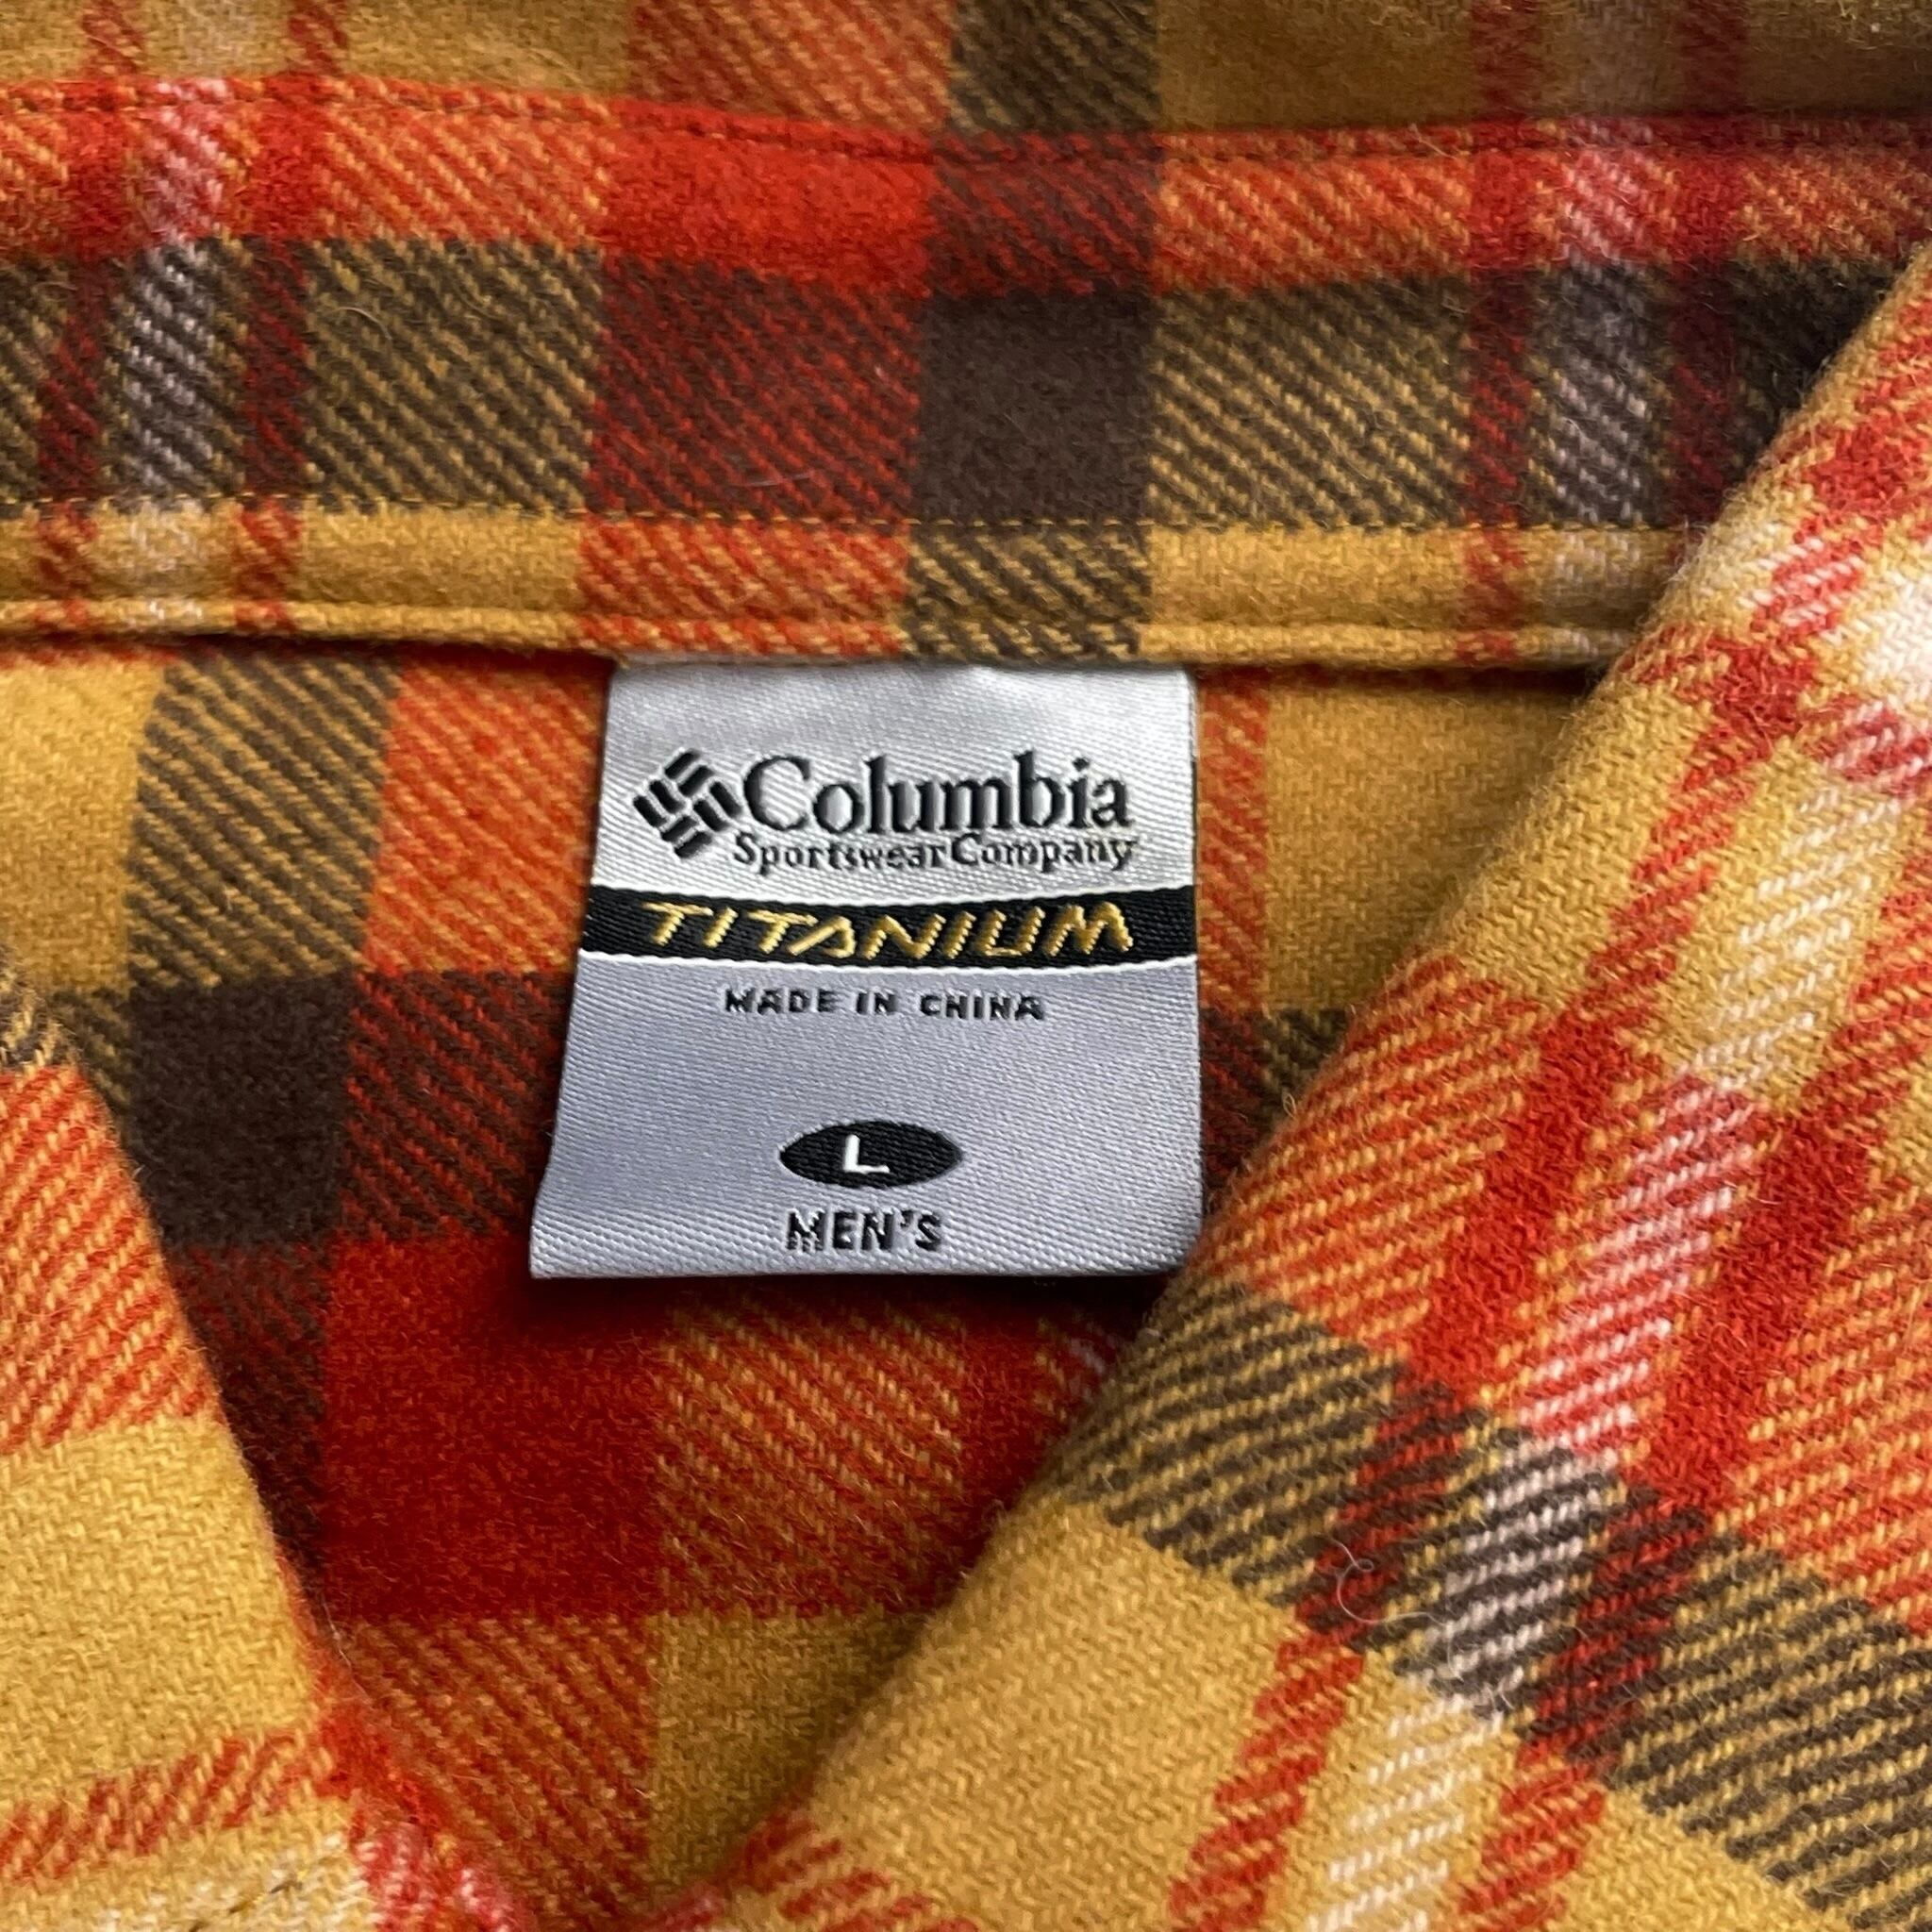 Columbia
Sportswear Company
TITANIUM
MADE IN CHINA
L
MEN'S